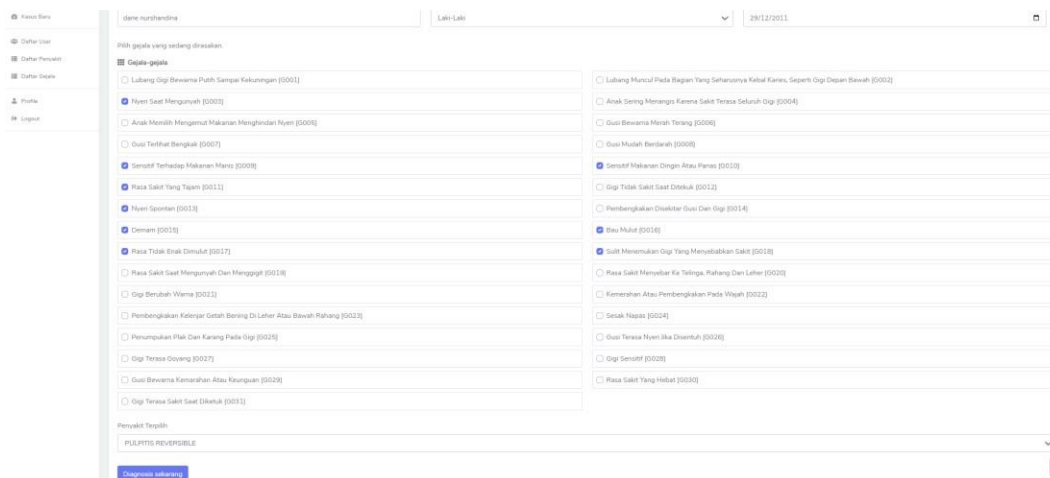 Kasus Baru
Daftar User
Daftar Penyakit
Daftar Gejala
Profile
Logout
dane nurshandina
Laki-Laki
29/12/2011
Pilih gejala yang sedang dirasakan.
Gejala-gejala
Lubang Gigi Bewarna Putih Sampai Kekuningan [G001]
Lubang Muncul Pada Bagian Yang Seharusnya Kebal Karies, Seperti Gigi Depan Bawah [G002]
Nyeri Saat Mengunyah [G003]
Anak Sering Menangis Karena Sakit Terasa Seluruh Gigi [G004]
Anak Memilih Mengemut Makanan Menghindari Nyeri [G005]
Gusi Bewarna Merah Terang [G006]
Gusi Terlihat Bengkak [G007]
Gusi Mudah Berdarah [G008]
Sensitif Terhadap Makanan Manis [G009]
Sensitif Makanan Dingin Atau Panas [G010]
Rasa Sakit Yang Tajam [G011]
Gigi Tidak Sakit Saat Ditekuk [G012]
Nyeri Spontan [G013]
Pembengkakan Disekitar Gusi Dan Gigi [G014]
Demam [G015]
Bau Mulut [G016]
Rasa Tidak Enak Dimulut [G017]
Sulit Menemukan Gigi Yang Menyebabkan Sakit [G018]
Rasa Sakit Saat Mengunyah Dan Menggigit [G019]
Rasa Sakit Menyebar Ke Telinga, Rahang Dan Leher [G020]
Gigi Berubah Warna [G021]
Kemerahan Atau Pembengkakan Pada Wajah [G022]
Pembengkakan Kelenjar Getah Bening Di Leher Atau Bawah Rahang [G023]
Sesak Napas [G024]
Penumpukan Plak Dan Karang Pada Gigi [G025]
Gusi Terasa Nyeri Jika Disentuh [G026]
Gigi Terasa Goyang [G027]
Gigi Sensitif [G028]
Gusi Bewarna Kemarahan Atau Keunguan [G029]
Rasa Sakit Yang Hebat [G030]
Gigi Terasa Sakit Saat Diketuk [G031]
Penyakit Terpilih
PULPITIS REVERSIBLE
Diagnosis sekarang